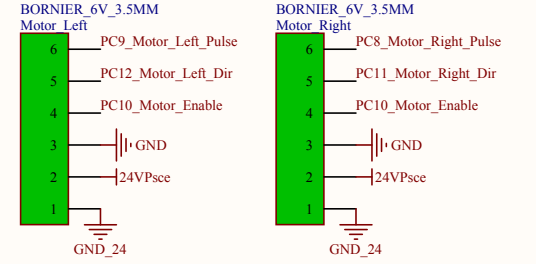 BORNIER_6V_3.5MM
Motor_Left
6 PC9_Motor_Left_Pulse
5 PC12_Motor_Left_Dir
4 PC10_Motor_Enable
3 GND
2 24VPsce
1
GND_24
BORNIER_6V_3.5MM
Motor_Right
6 PC8_Motor_Right_Pulse
5 PC11_Motor_Right_Dir
4 PC10_Motor_Enable
3 GND
2 24VPsce
1
GND_24